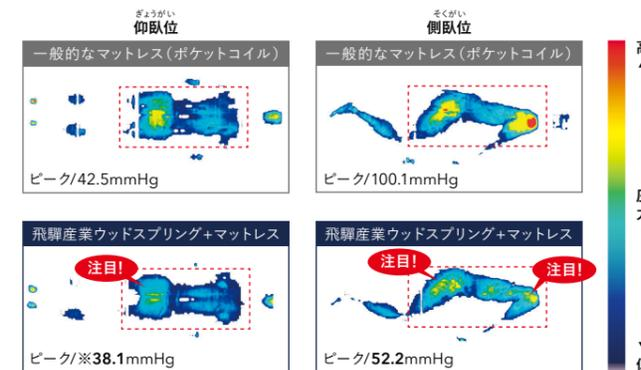 ぎょうがい
仰臥位
そくがい
側臥位
一般的なマットレス（ポケットコイル）
一般的なマットレス（ポケットコイル）
ピーク/42.5mmHg
ピーク/100.1mmHg
飛騨産業ウッドスプリング+マットレス
飛騨産業ウッドスプリング+マットレス
注目!
注目!
注目!
ピーク/※38.1mmHg
ピーク/52.2mmHg